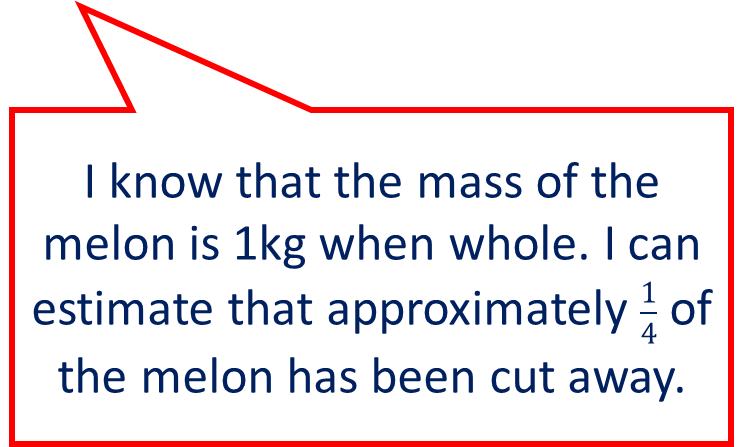 I know that the mass of the
melon is 1kg when whole. I can
estimate that approximately 1/4 of
the melon has been cut away.